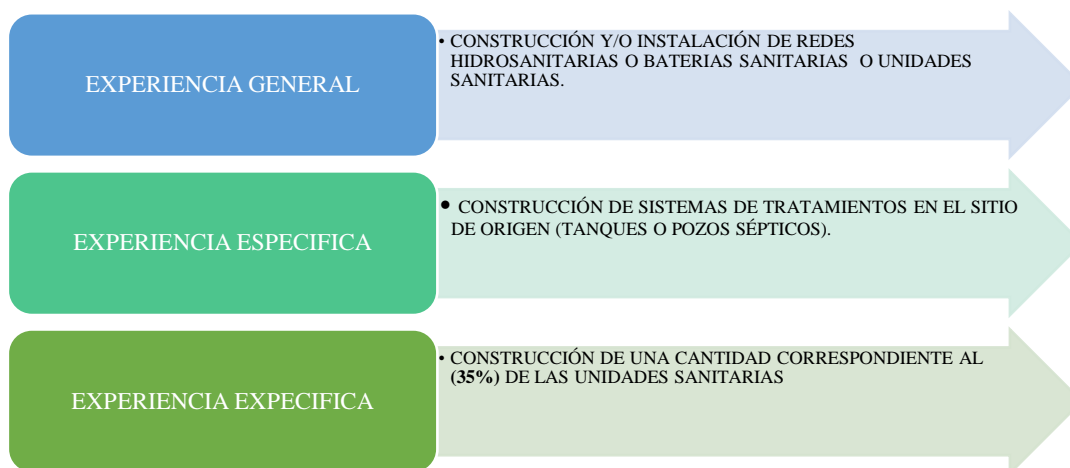 EXPERIENCIA GENERAL
• CONSTRUCCIÓN Y/O INSTALACIÓN DE REDES
HIDROSANITARIAS O BATERIAS SANITARIAS O UNIDADES
SANITARIAS.
EXPERIENCIA ESPECIFICA
• CONSTRUCCIÓN DE SISTEMAS DE TRATAMIENTOS EN EL SITIO
DE ORIGEN (TANQUES O POZOS SÉPTICOS).
EXPERIENCIA EXPECIFICA
• CONSTRUCCIÓN DE UNA CANTIDAD CORRESPONDIENTE AL
(35%) DE LAS UNIDADES SANITARIAS